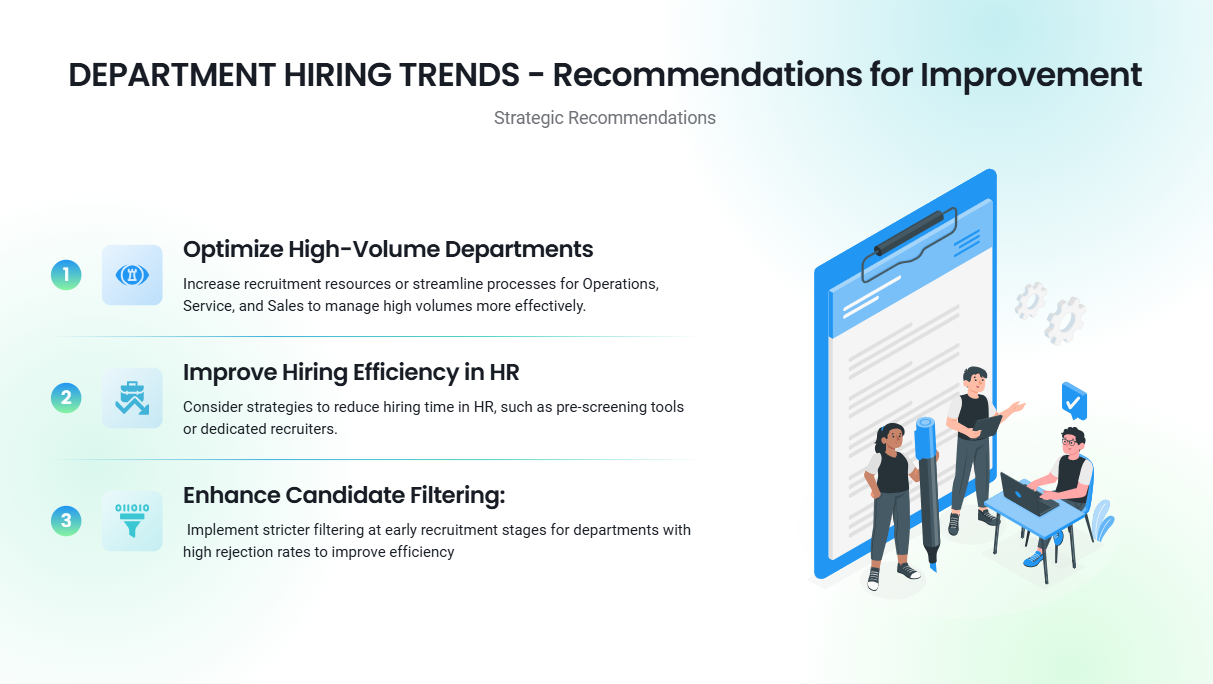 DEPARTMENT HIRING TRENDS - Recommendations for Improvement
Strategic Recommendations
1
Optimize High-Volume Departments
Increase recruitment resources or streamline processes for Operations,
Service, and Sales to manage high volumes more effectively.
2
Improve Hiring Efficiency in HR
Consider strategies to reduce hiring time in HR, such as pre-screening tools
or dedicated recruiters.
3
011010
Enhance Candidate Filtering:
Implement stricter filtering at early recruitment stages for departments with
high rejection rates to improve efficiency